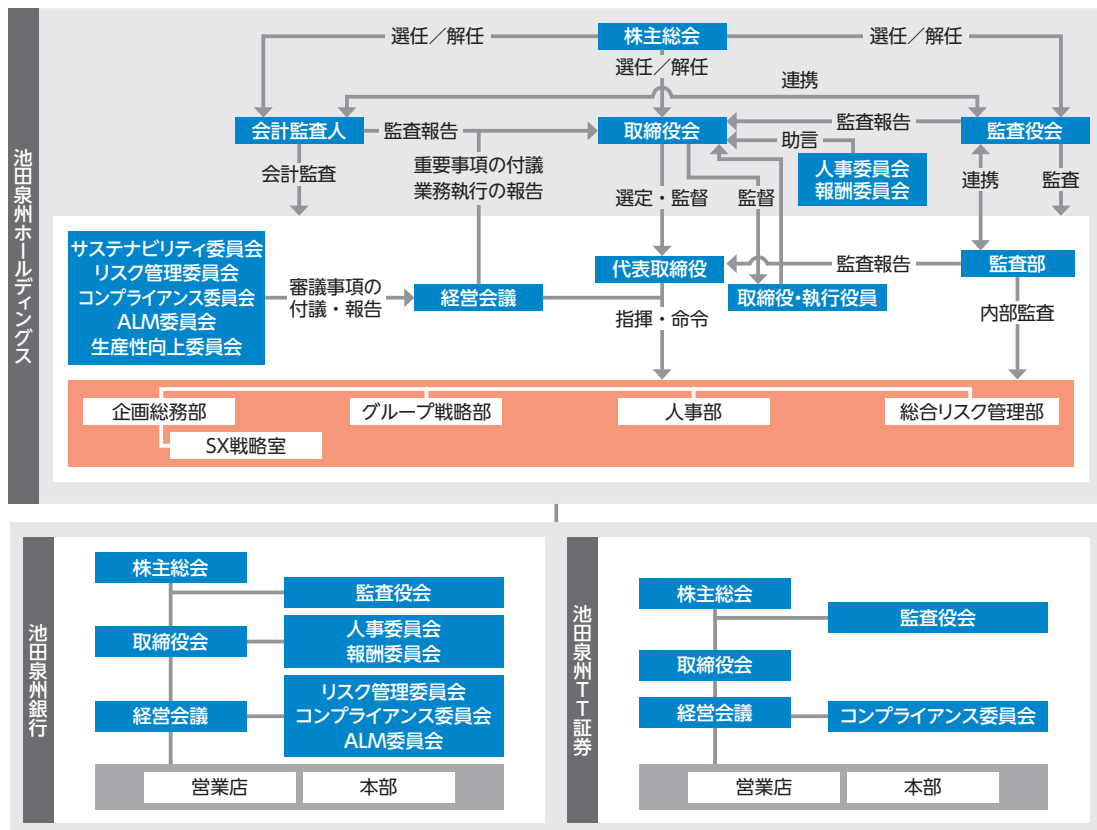 池田泉州ホールディングス
選任／解任
株主総会
選任／解任
選任／解任
連携
会計監査人
監査報告
取締役会
監査報告
監査役会
助言
人事委員会
報酬委員会
会計監査
重要事項の付議
業務執行の報告
選定・監督
監督
連携
監査
サステナビリティ委員会
リスク管理委員会
コンプライアンス委員会
ALM委員会
生産性向上委員会
審議事項の
付議・報告
経営会議
代表取締役
取締役・執行役員
監査報告
監査部
指揮・命令
内部監査
企画総務部
グループ戦略部
人事部
総合リスク管理部
SX戦略室
池田泉州銀行
株主総会
監査役会
取締役会
人事委員会
報酬委員会
経営会議
リスク管理委員会
コンプライアンス委員会
ALM委員会
営業店
本部
池田泉州TT証券
株主総会
監査役会
取締役会
経営会議
コンプライアンス委員会
営業店
本部